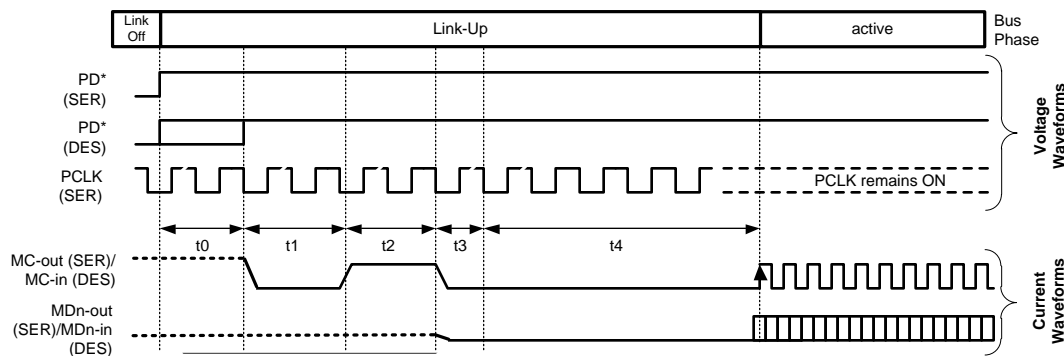 Link
Off
Link-Up
active
Bus
Phase
PD*
(SER)
PD*
(DES)
PCLK
(SER)
PCLK remains ON
Voltage
Waveforms
t0
t1
t2
t3
t4
MC-out (SER)/
MC-in (DES)
MDn-out
(SER)/MDn-in
(DES)
Current
Waveforms